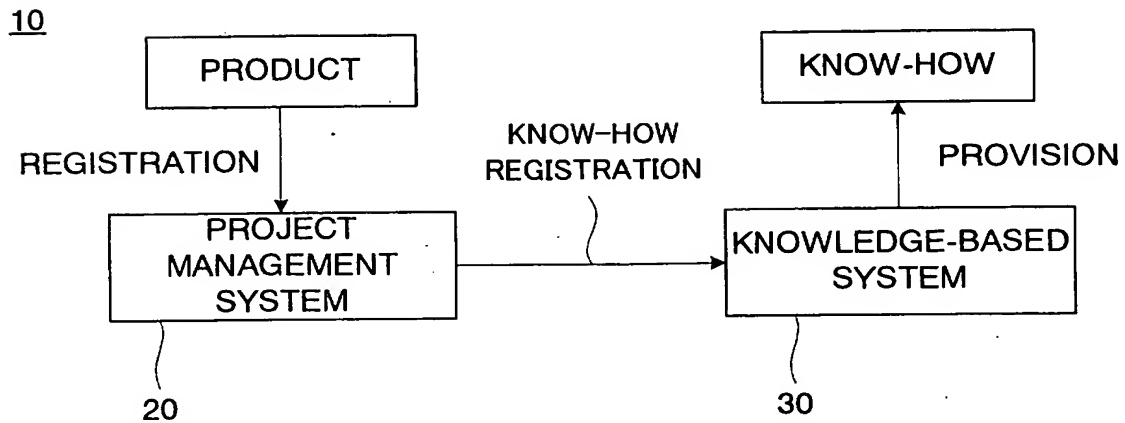 10
PRODUCT
KNOW-HOW
REGISTRATION
KNOW-HOW
REGISTRATION
PROVISION
PROJECT
MANAGEMENT
SYSTEM
KNOWLEDGE-BASED
SYSTEM
20
30